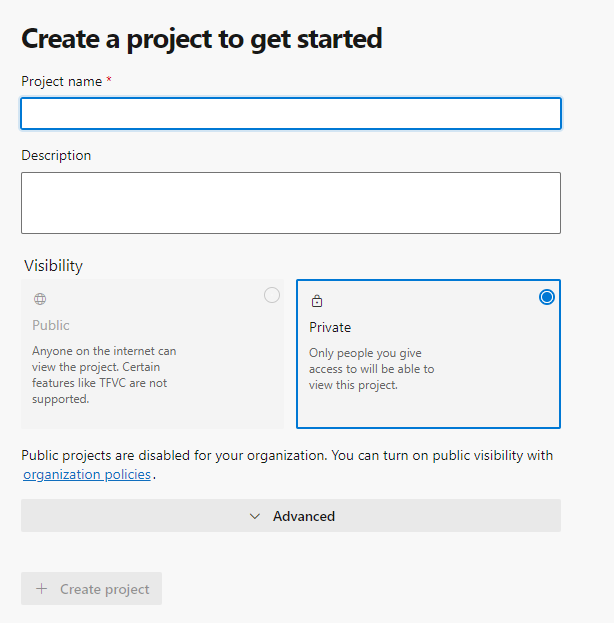 Create a project to get started
Project name *
Description
Visibility
Public
Anyone on the internet can
view the project. Certain
features like TFVC are not
supported.
Private
Only people you give
access to will be able to
view this project.
Public projects are disabled for your organization. You can turn on public visibility with
organization policies.
Advanced
+ Create project